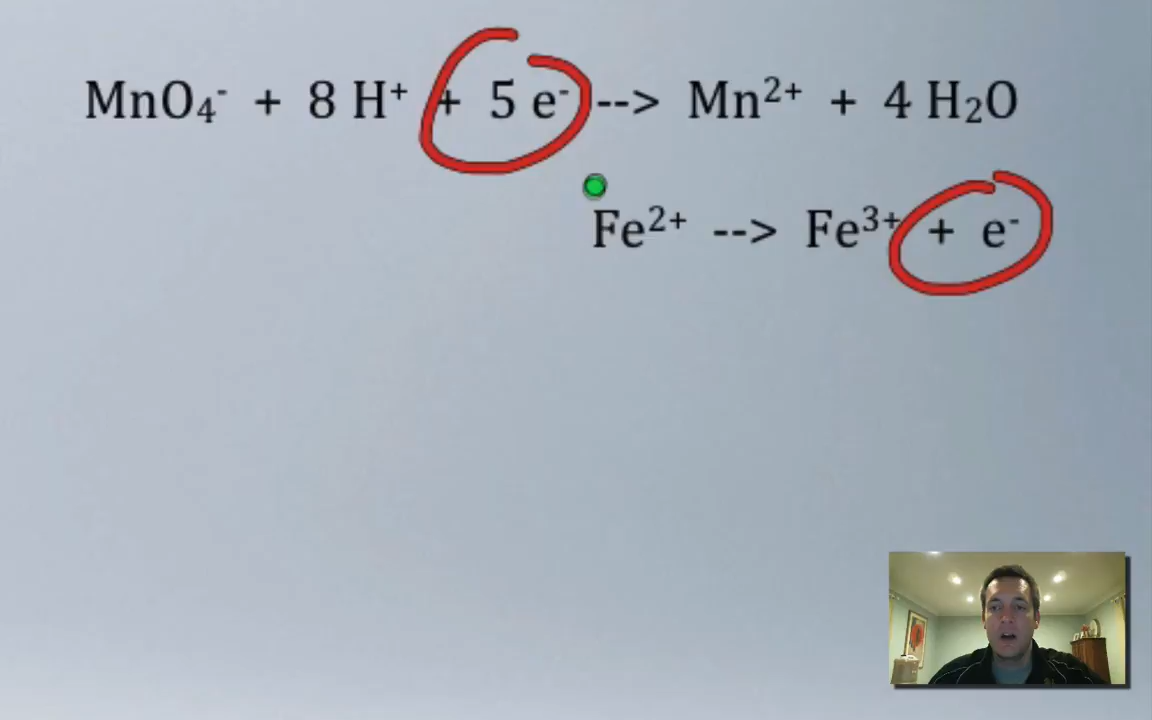 MnO₄⁻ + 8 H⁺ + 5 e⁻ --> Mn²⁺ + 4 H₂O
Fe²⁺ --> Fe³⁺ + e⁻